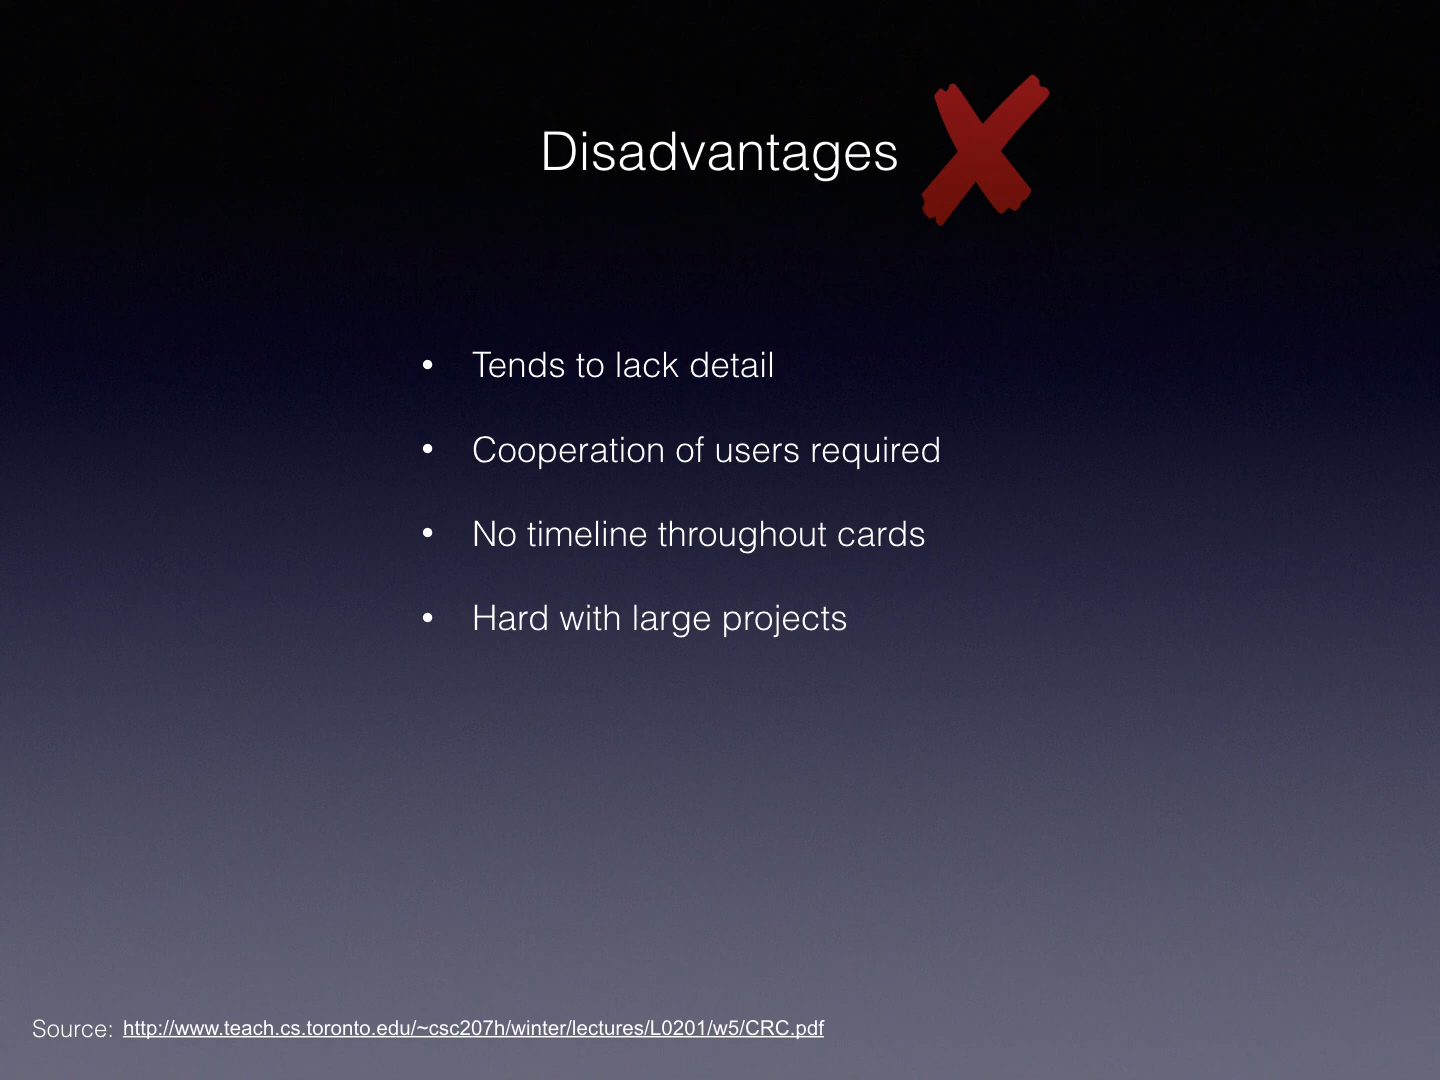 Disadvantages
• Tends to lack detail
• Cooperation of users required
• No timeline throughout cards
• Hard with large projects
Source: http://www.teach.cs.toronto.edu/~csc207h/winter/lectures/L0201/w5/CRC.pdf